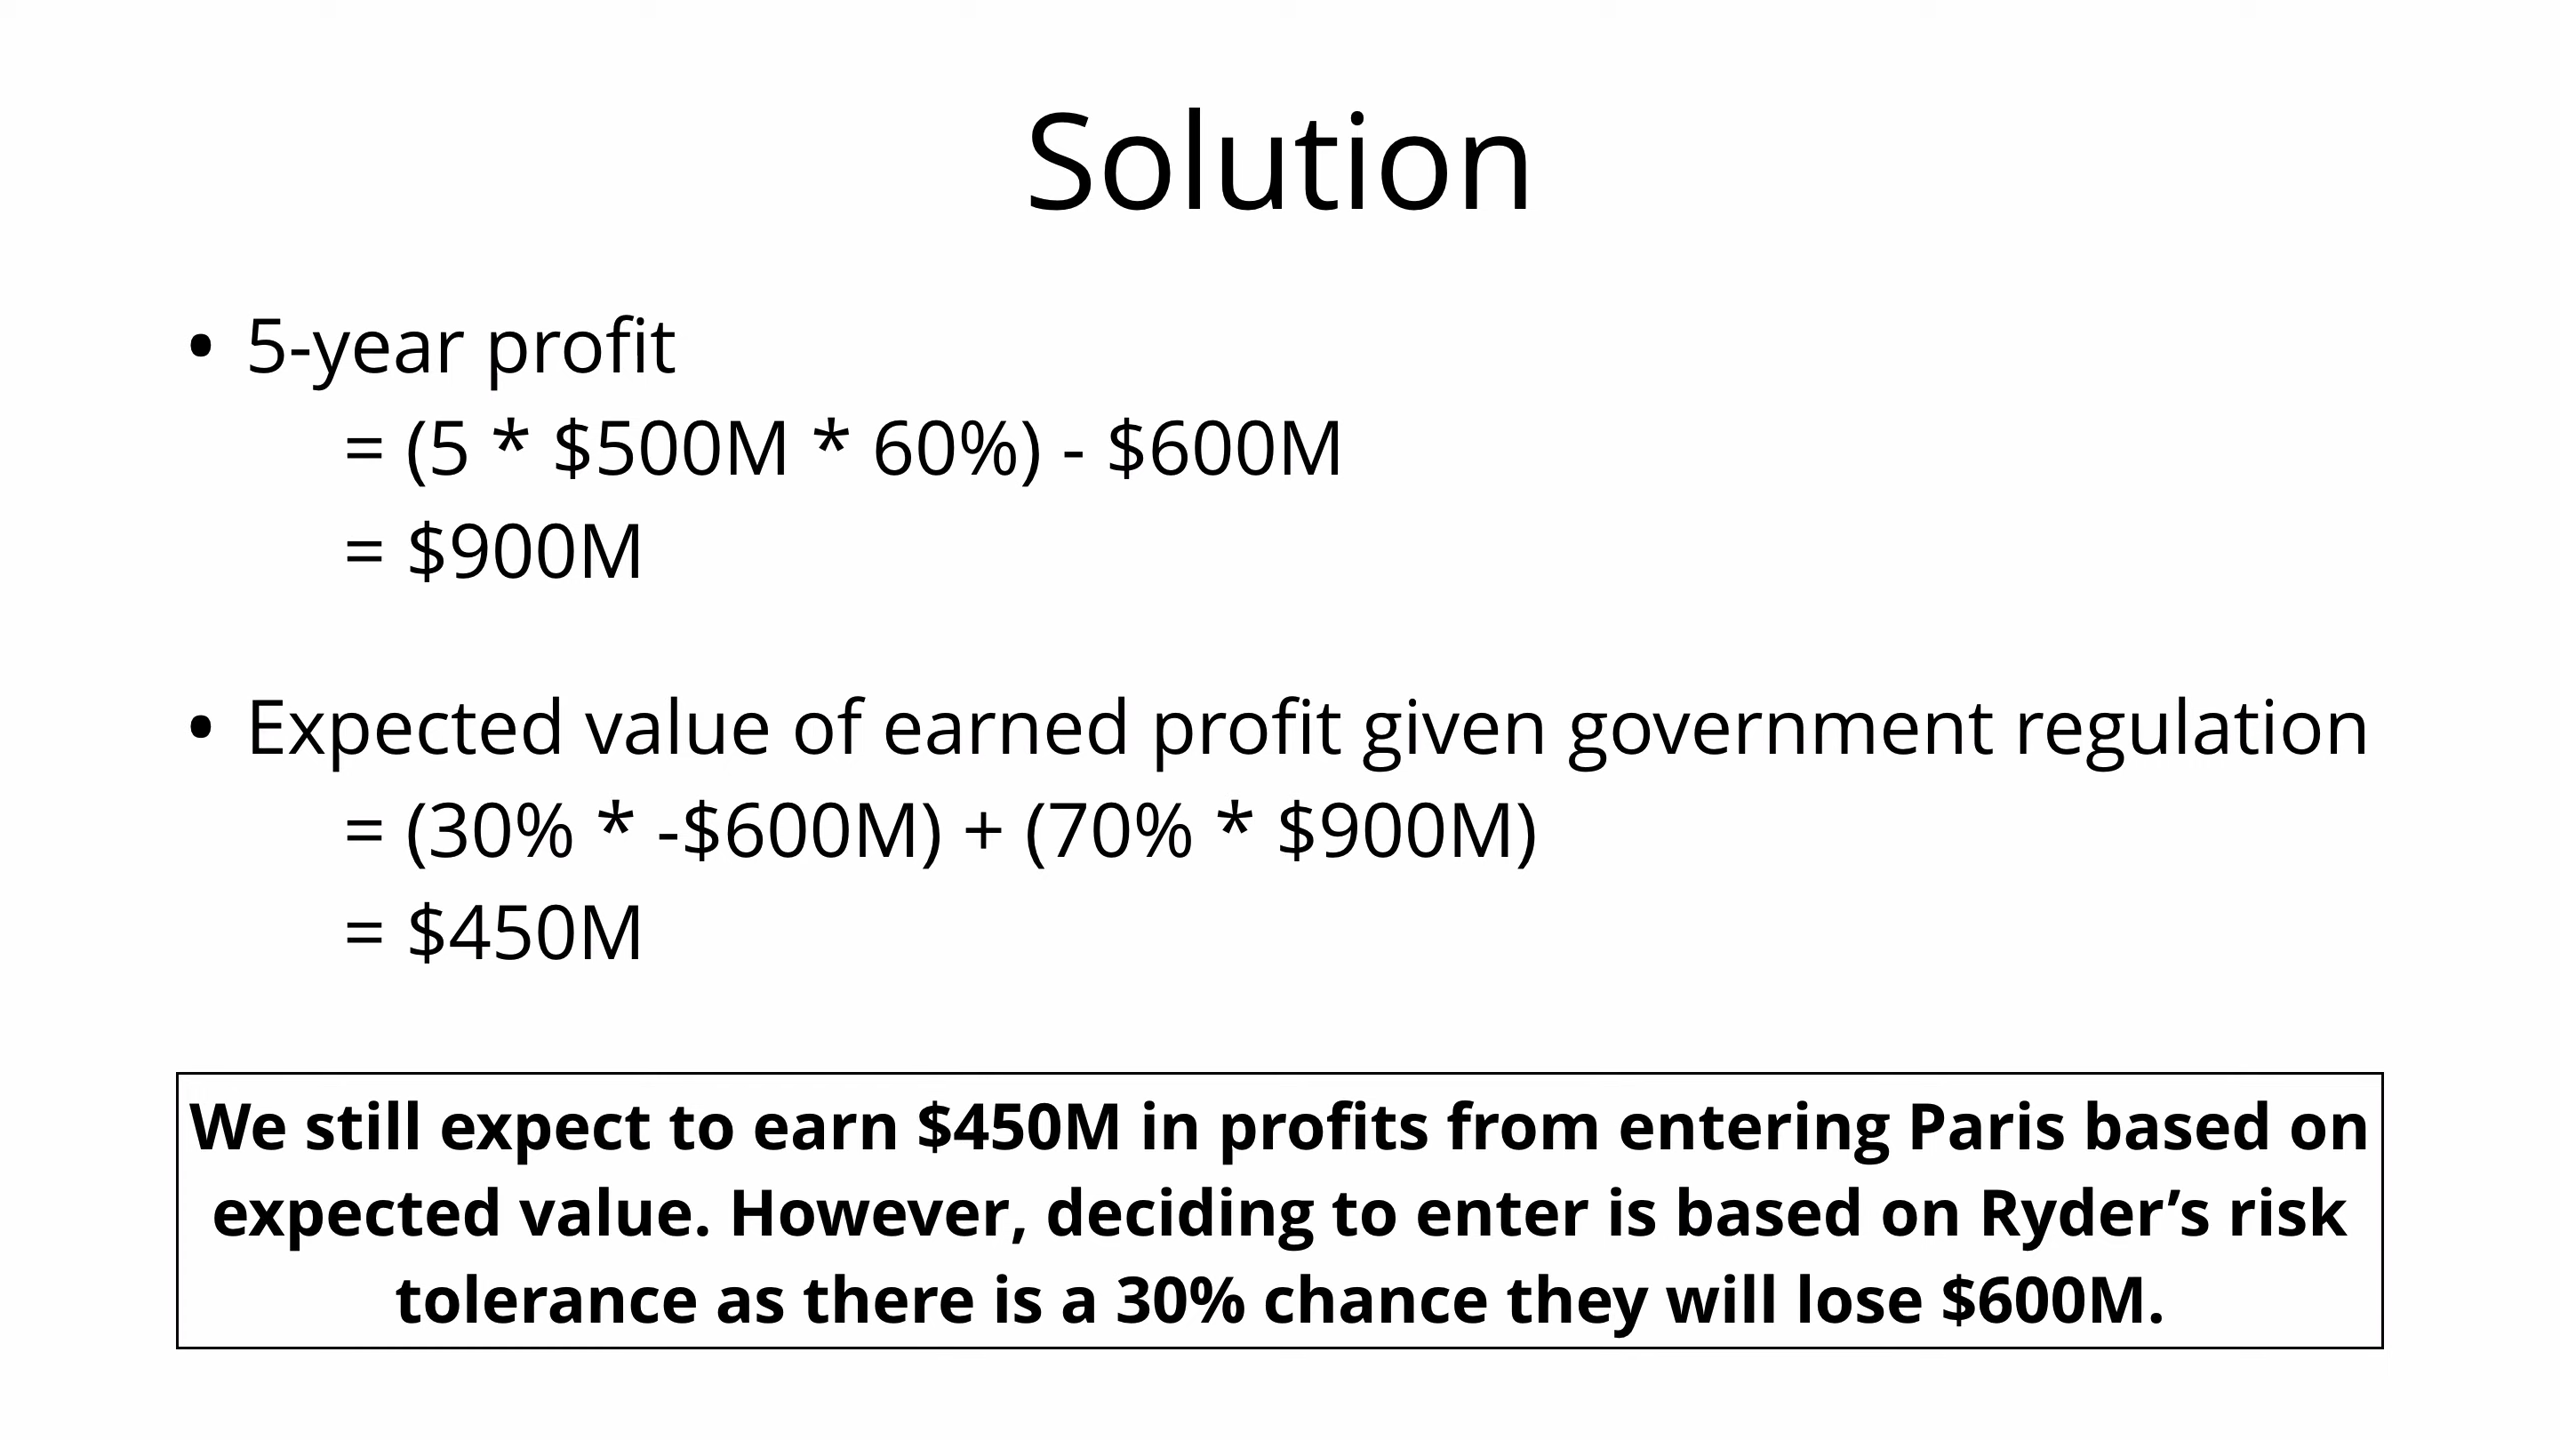 Solution
• 5-year profit
= (5 * $500M * 60%) - $600M
= $900M
• Expected value of earned profit given government regulation
= (30% * -$600M) + (70% * $900M)
= $450M
We still expect to earn $450M in profits from entering Paris based on
expected value. However, deciding to enter is based on Ryder’s risk
tolerance as there is a 30% chance they will lose $600M.